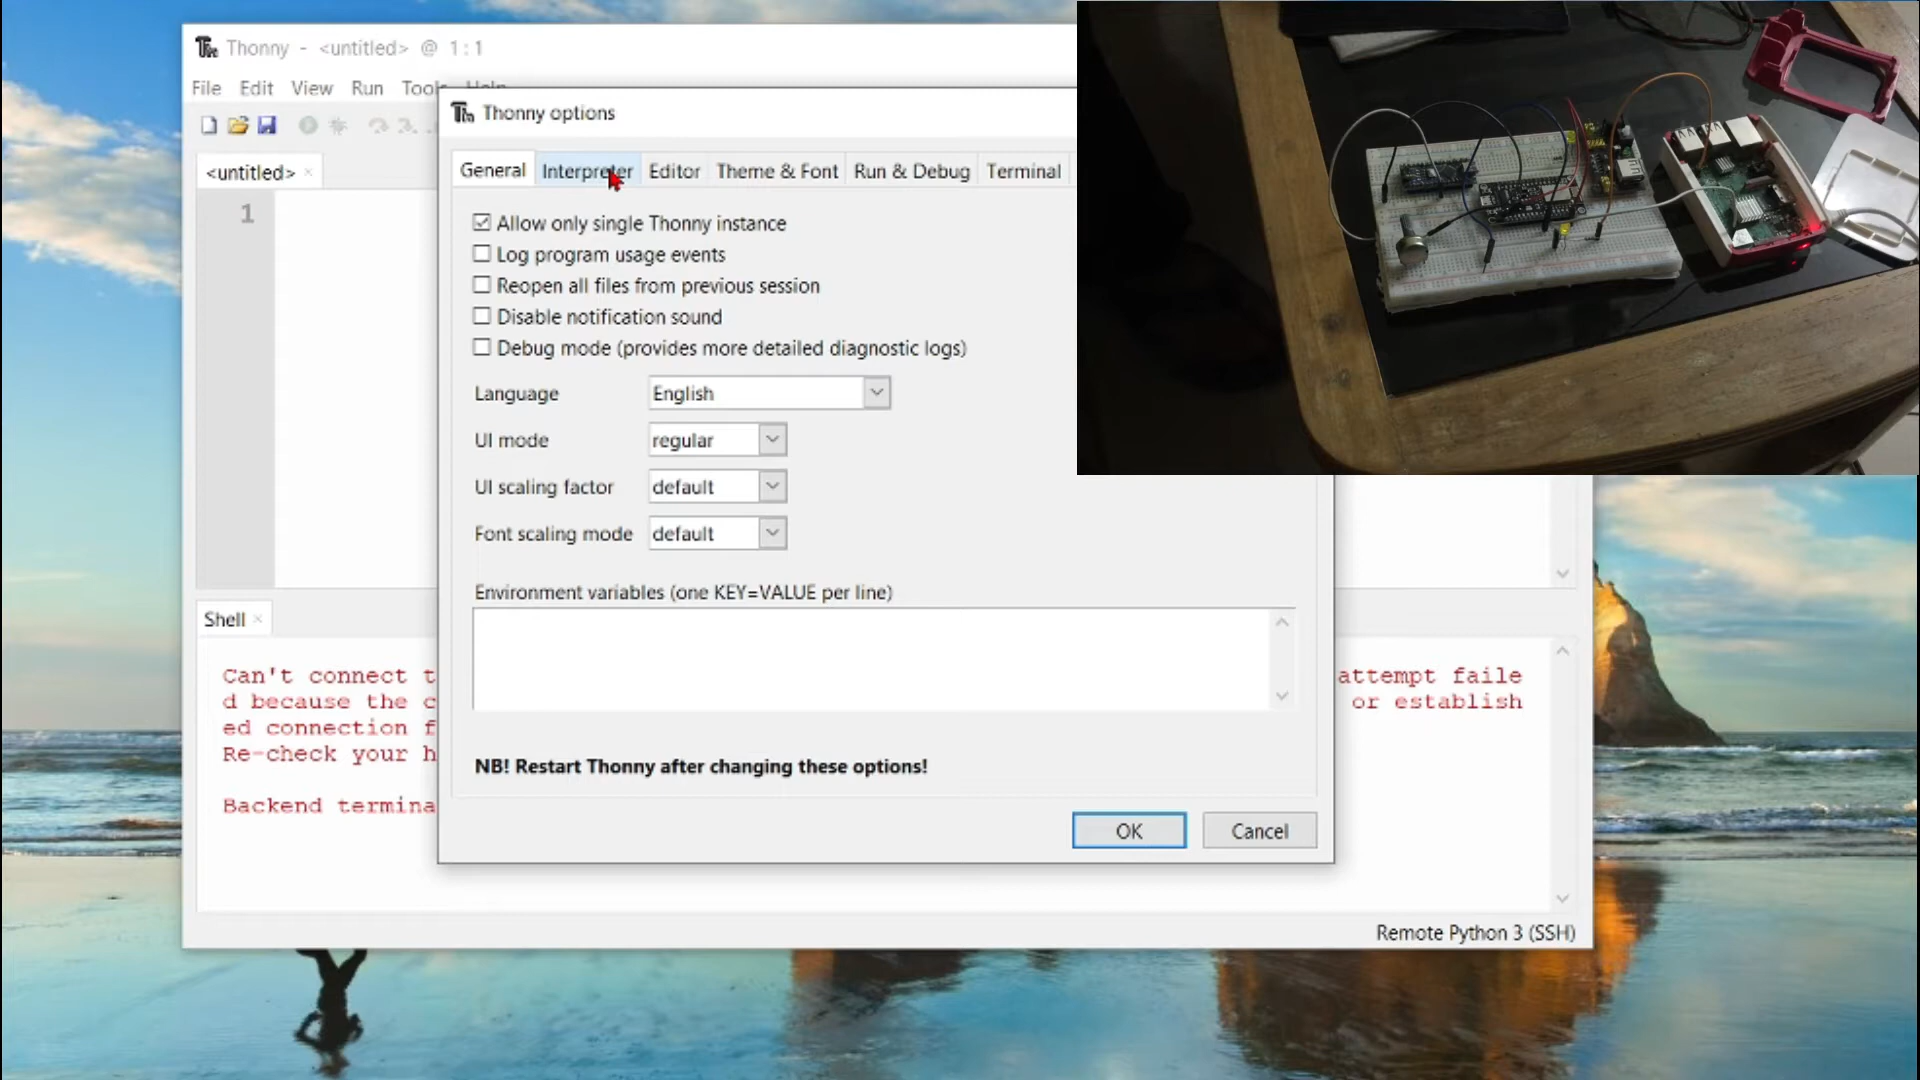 Thonny - <untitled> @ 1:1
File Edit View Run Tools Help
<untitled>
1
Thonny options
General Interpreter Editor Theme & Font Run & Debug Terminal
Allow only single Thonny instance
Log program usage events
Reopen all files from previous session
Disable notification sound
Debug mode (provides more detailed diagnostic logs)
Language English
UI mode regular
UI scaling factor default
Font scaling mode default
Environment variables (one KEY=VALUE per line)
NB! Restart Thonny after changing these options!
OK Cancel
Shell
Can't connect t attempt faile
d because the c or establish
ed connection f
Re-check your h
Backend termina
Remote Python 3 (SSH)